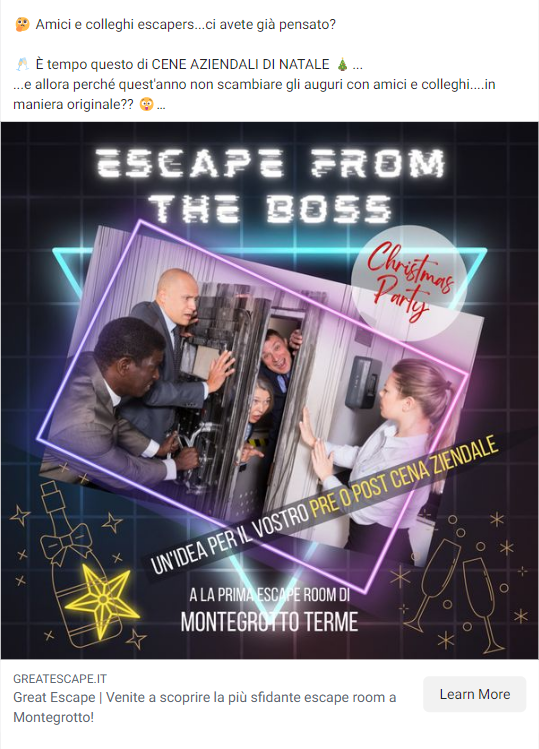 🤔 Amici e colleghi escapers...ci avete già pensato?
🥂 È tempo questo di CENE AZIENDALI DI NATALE 🎄 ...
...e allora perché quest'anno non scambiare gli auguri con amici e colleghi....in
maniera originale?? 😳 ...
ESCAPE FROM
THE BOSS
Christmas
Party
UN'IDEA PER IL VOSTRO PRE O POST CENA ZIENDALE
A LA PRIMA ESCAPE ROOM DI
MONTEGROTTO TERME
GREATESCAPE.IT
Great Escape | Venite a scoprire la più sfidante escape room a
Montegrotto!
Learn More